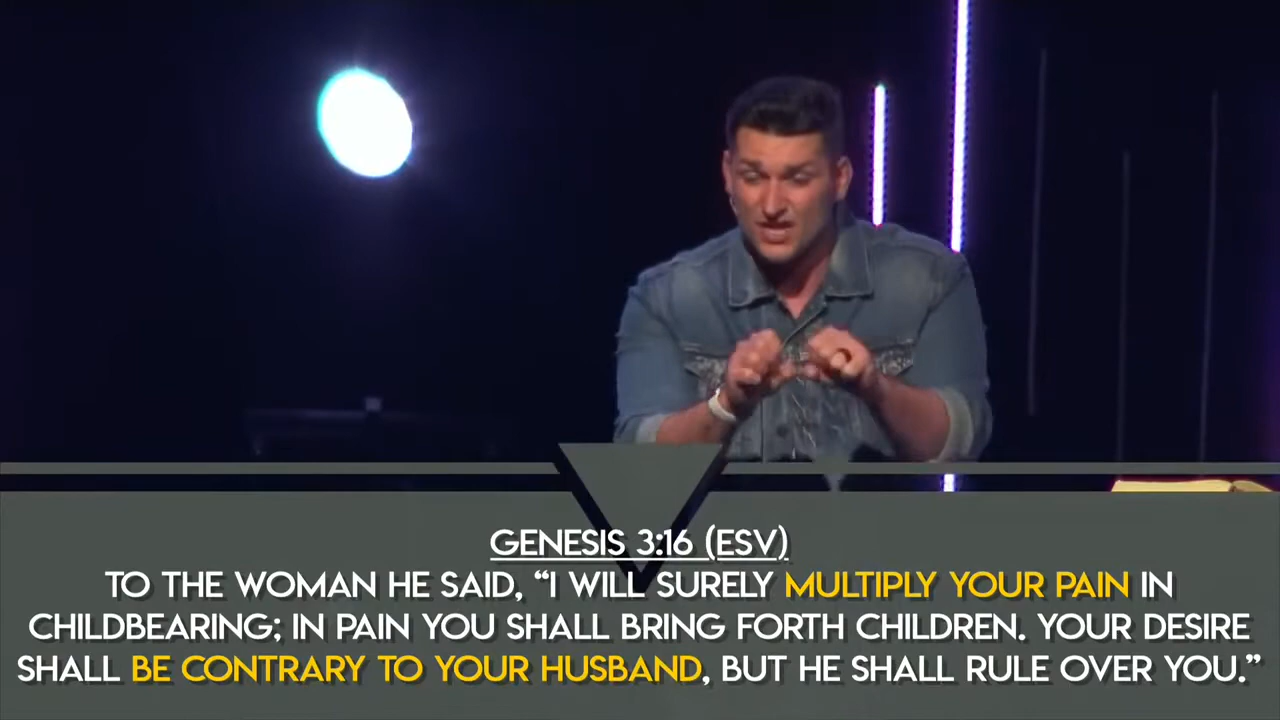 GENESIS 3:16 (ESV)
TO THE WOMAN HE SAID, “I WILL SURELY MULTIPLY YOUR PAIN IN
CHILDBEARING; IN PAIN YOU SHALL BRING FORTH CHILDREN. YOUR DESIRE
SHALL BE CONTRARY TO YOUR HUSBAND, BUT HE SHALL RULE OVER YOU.”